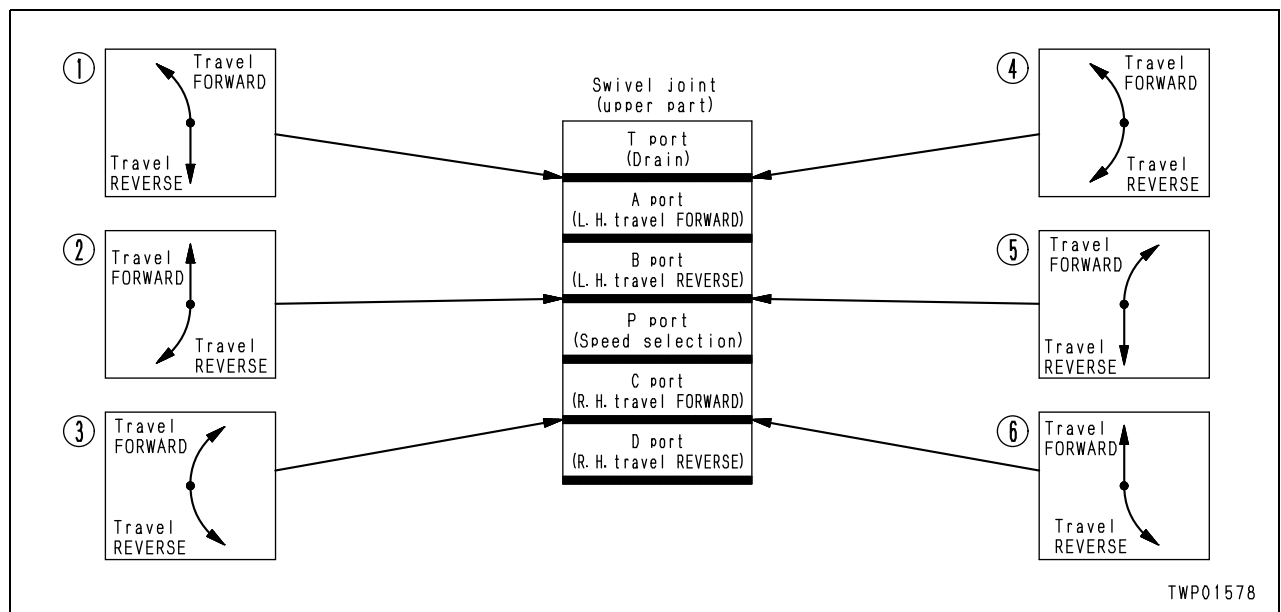 ①
Travel
FORWARD
Travel
REVERSE
②
Travel
FORWARD
Travel
REVERSE
③
Travel
FORWARD
Travel
REVERSE
Swivel joint
(upper part)
T port
(Drain)
A port
(L.H.travel FORWARD)
B port
(L.H.travel REVERSE)
P port
(Speed selection)
C port
(R.H.travel FORWARD)
D port
(R.H.travel REVERSE)
④
Travel
FORWARD
Travel
REVERSE
⑤
Travel
FORWARD
Travel
REVERSE
⑥
Travel
FORWARD
Travel
REVERSE
TWP01578